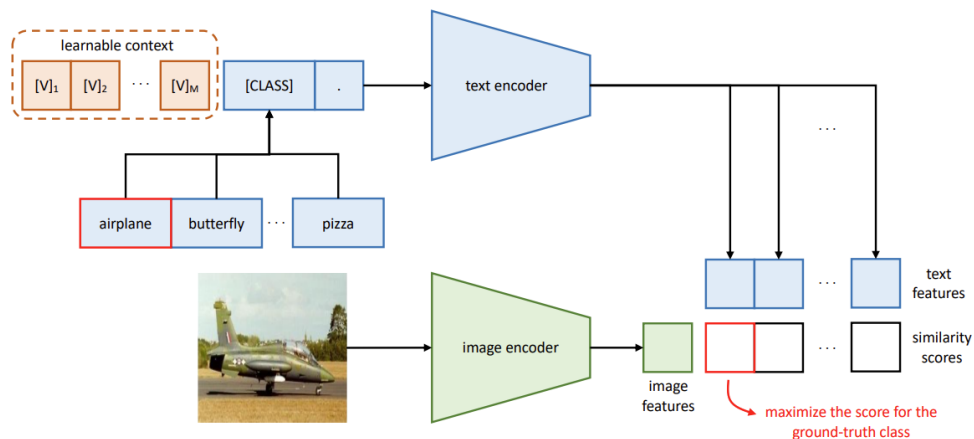 learnable context
[V]₁ [V]₂ ... [V]M [CLASS] .
text encoder
...
airplane butterfly ... pizza
... text
features
image encoder
... similarity
scores
image
features
maximize the score for the
ground-truth class